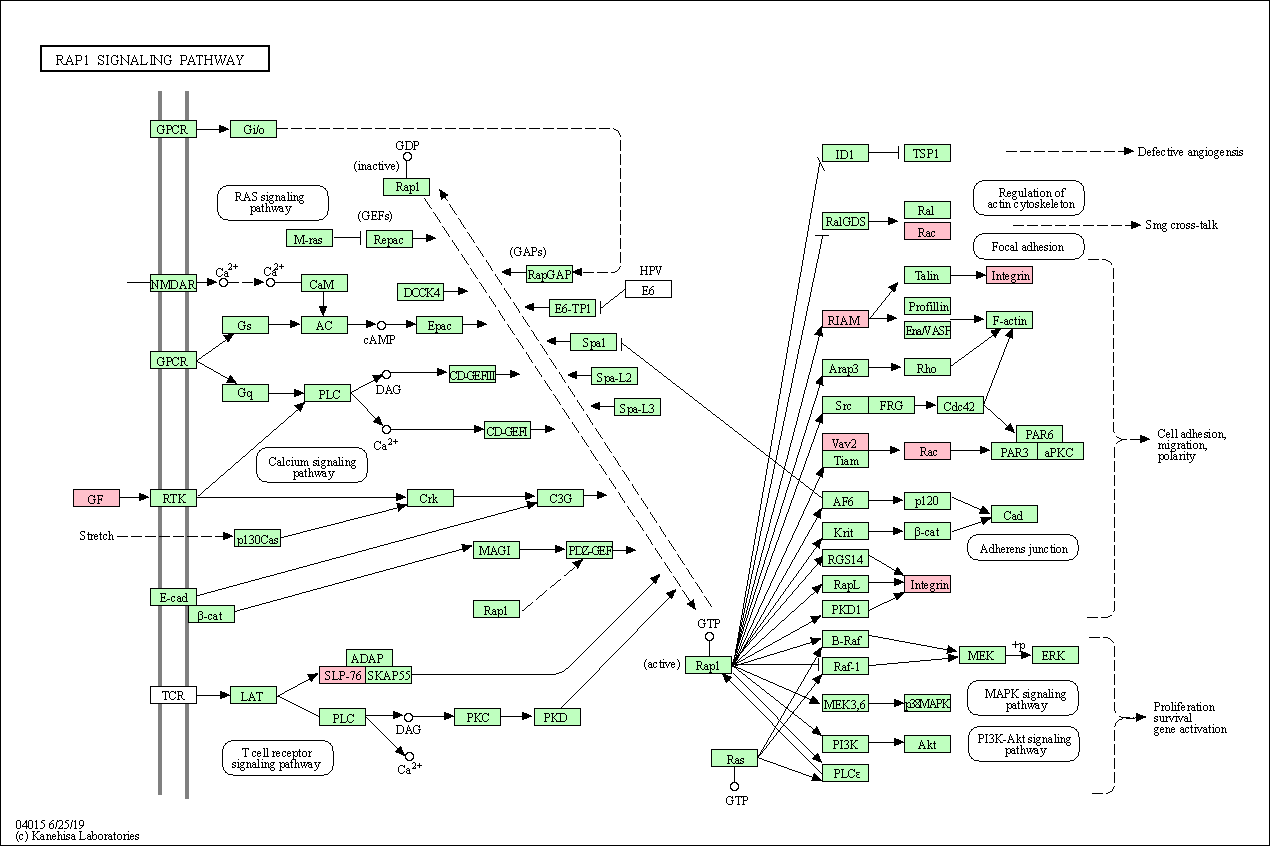 RAP1 SIGNALING PATHWAY
GPCR
Gi/o
GDP
(inactive)
Rap1
RAS signaling
pathway
(GEFs)
M-ras
Repac
(GAPs)
RapGAP
HPV
E6
E6-TP1
NMDAR
Ca2+
Ca2+
CaM
DOCK4
Gs
AC
cAMP
Epac
Spa1
GPCR
Spa-L2
DAG
CD-GEFIII
Gq
PLC
Spa-L3
Ca2+
CD-GEFI
Calcium signaling
pathway
GF
RTK
Crk
C3G
Stretch
p130Cas
MAGI
PDZ-GEF
E-cad
β-cat
Rap1
GTP
(active)
Rap1
ADAP
SLP-76
SKAP55
TCR
LAT
PLC
DAG
PKC
PKD
Ca2+
T cell receptor
signaling pathway
Ras
GTP
ID1
TSP1
Defective angiogensis
Regulation of
actin cytoskeleton
RalGDS
Ral
Rac
Smg cross-talk
Focal adhesion
Talin
Integrin
RIAM
Profillin
Ena/VASP
F-actin
Arap3
Rho
Src
FRG
Cdc42
PAR6
PAR3
aPKC
Vav2
Tiam
Rac
Cell adhesion,
migration,
polarity
AF6
p120
Cad
Krit
β-cat
Adherens junction
RGS14
RapL
Integrin
PKD1
B-Raf
Raf-1
MEK
+p
ERK
MEK3,6
p38MAPK
MAPK signaling
pathway
PI3K
Akt
PI3K-Akt signaling
pathway
PLCε
Proliferation
survival
gene activation
04015 6/25/19
(c) Kanehisa Laboratories